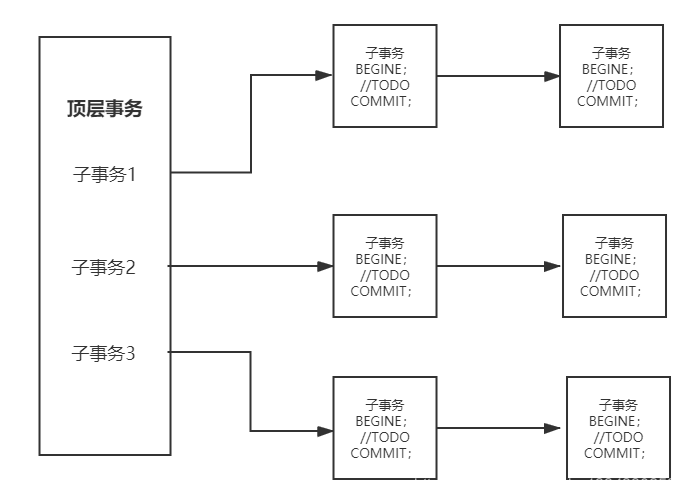 顶层事务
子事务1
子事务2
子事务3
子事务
BEGINE；
//TODO
COMMIT；
子事务
BEGINE；
//TODO
COMMIT；
子事务
BEGINE；
//TODO
COMMIT；
子事务
BEGINE；
//TODO
COMMIT；
子事务
BEGINE；
//TODO
COMMIT；
子事务
BEGINE；
//TODO
COMMIT；